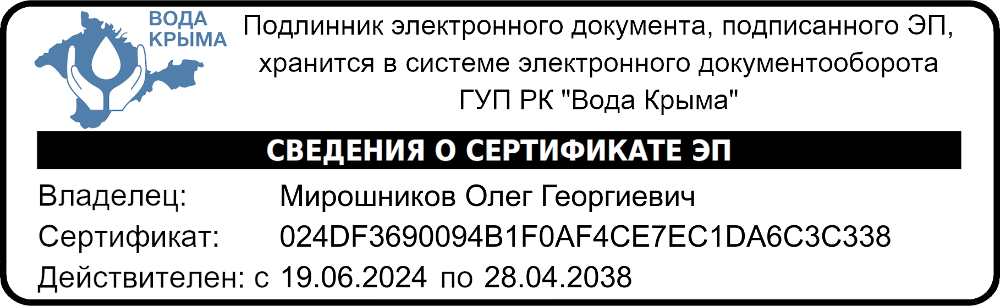 ВОДА
КРЫМА
Подлинник электронного документа, подписанного ЭП,
хранится в системе электронного документооборота
ГУП РК "Вода Крыма"
СВЕДЕНИЯ О СЕРТИФИКАТЕ ЭП
Владелец: Мирошников Олег Георгиевич
Сертификат: 024DF3690094B1F0AF4CE7EC1DA6C3C338
Действителен: с 19.06.2024 по 28.04.2038